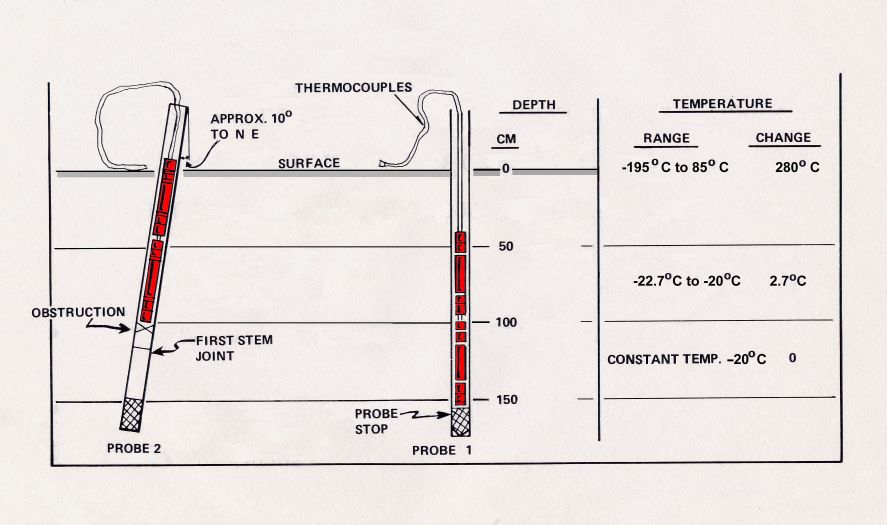 THERMOCOUPLES
APPROX. 10°
TO N E
SURFACE
DEPTH
CM
0
50
100
150
TEMPERATURE
RANGE CHANGE
-195°C to 85°C 280°C
-22.7°C to -20°C 2.7°C
CONSTANT TEMP. -20°C 0
OBSTRUCTION
FIRST STEM
JOINT
PROBE
STOP
PROBE 2
PROBE 1